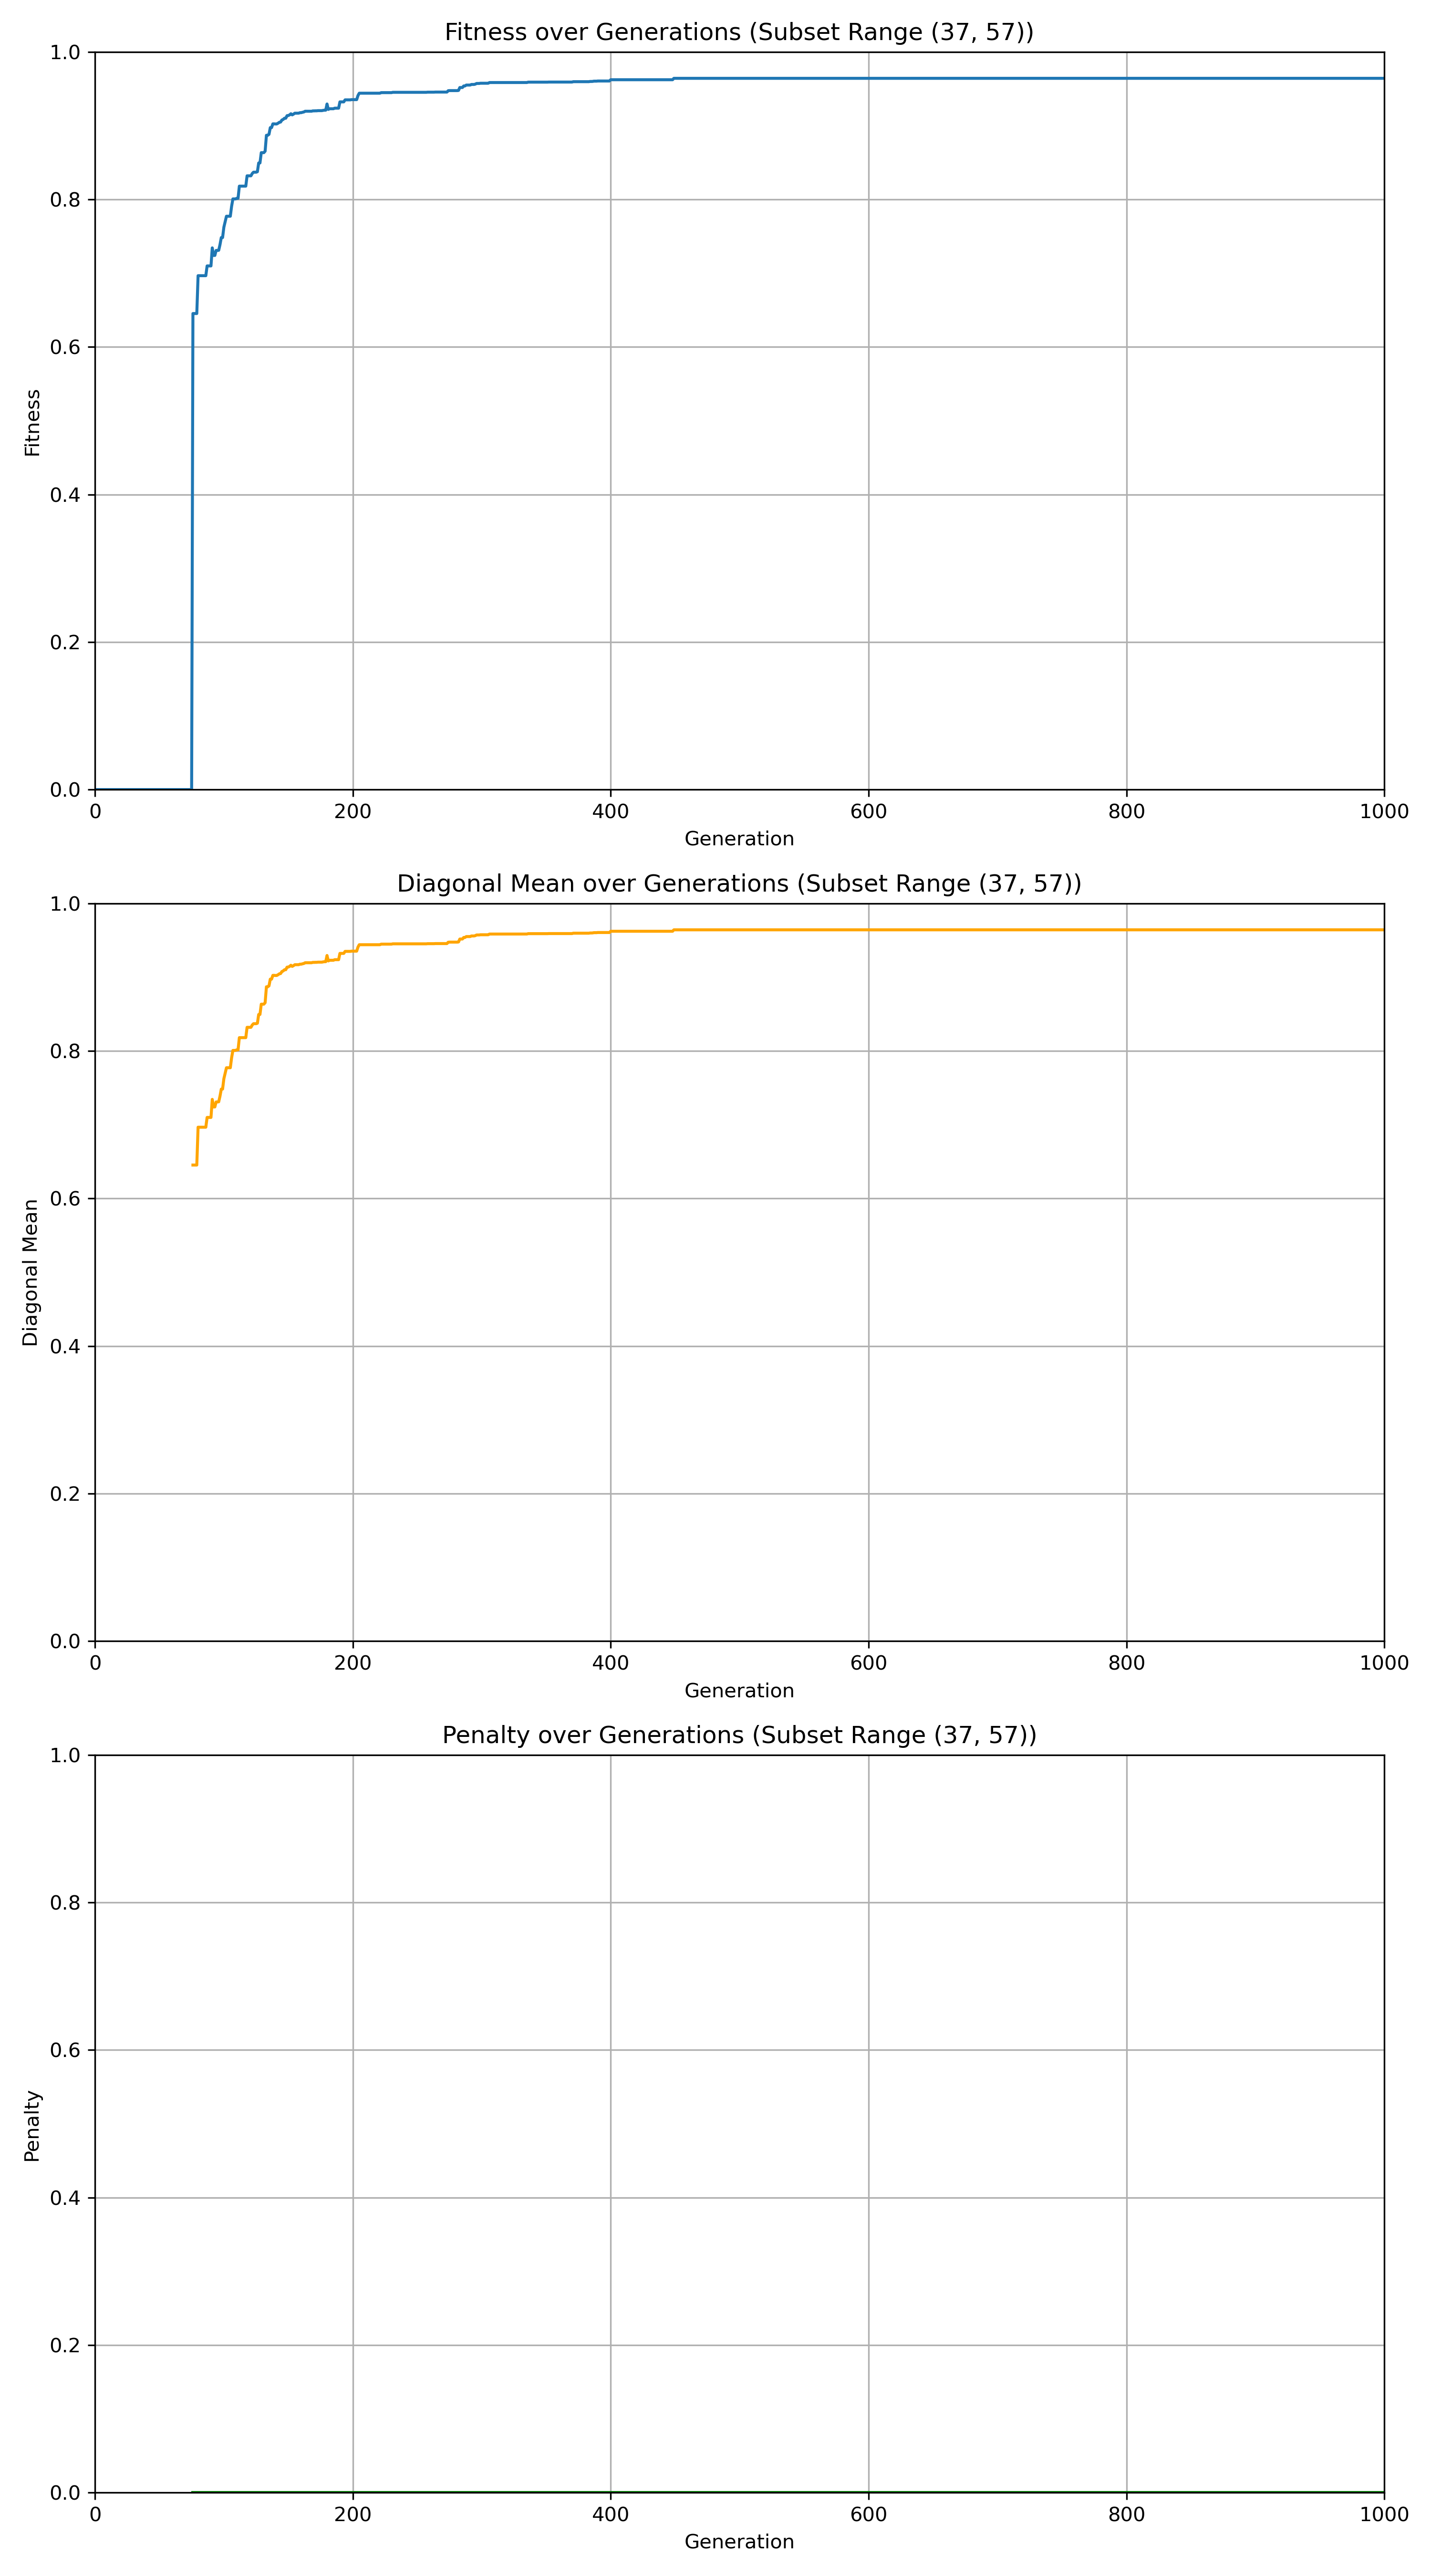 Fitness over Generations (Subset Range (37, 57))
1.0
0.8
0.6
0.4
0.2
0.0
Fitness
0 200 400 600 800 1000
Generation
Diagonal Mean over Generations (Subset Range (37, 57))
1.0
0.8
0.6
0.4
0.2
0.0
Diagonal Mean
0 200 400 600 800 1000
Generation
Penalty over Generations (Subset Range (37, 57))
1.0
0.8
0.6
0.4
0.2
0.0
Penalty
0 200 400 600 800 1000
Generation